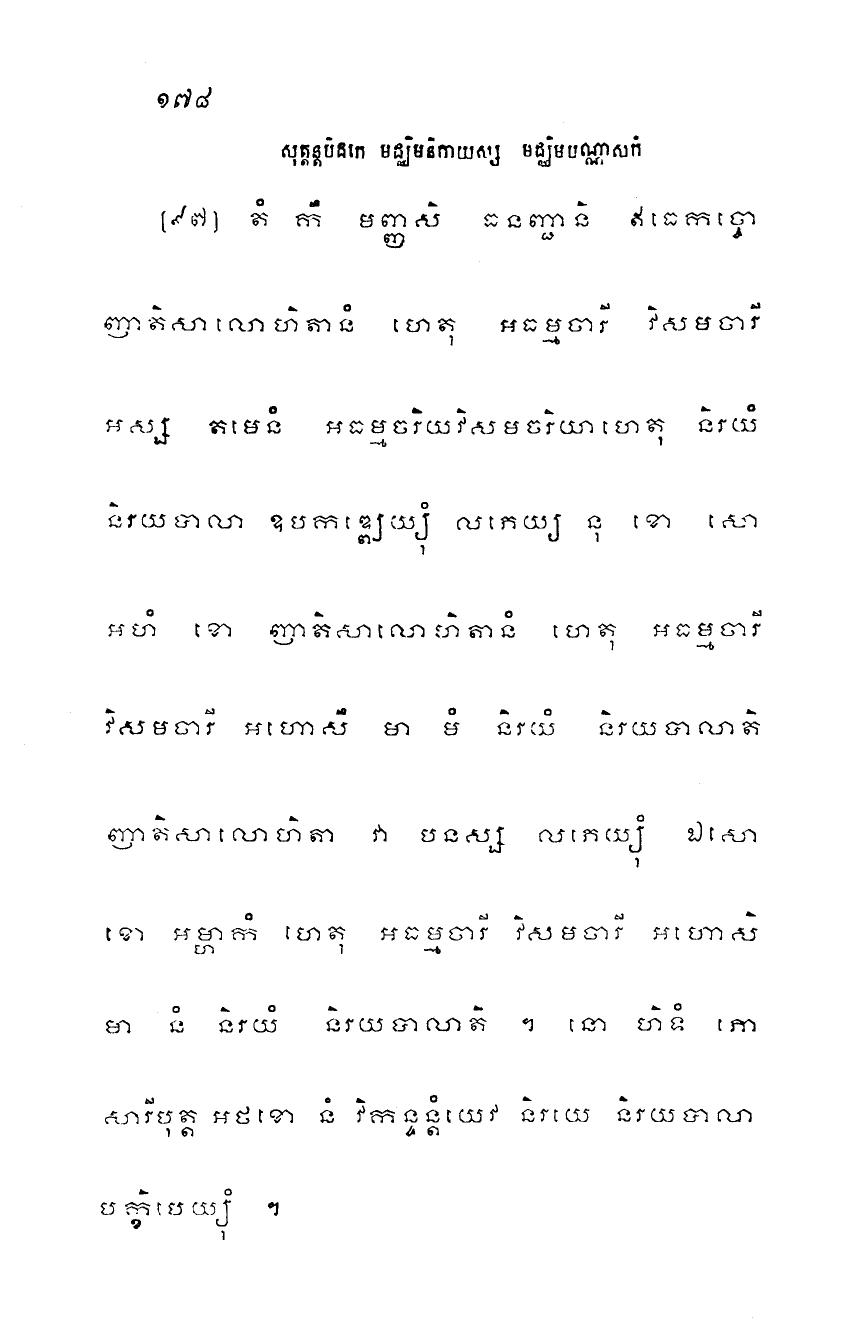 ១៧៨
សុត្តន្តបិដកេ មជ្ឈិមនិកាយស្ស មជ្ឈិមបណ្ណាសកំ
[៩៧] តំ កឹ មញ្ញសិ ធនញ្ជានិ ឥធេកច្ចោ
ញាតិសាលោហិតានំ ហេតុ អធម្មចារី វិសមចារី
អស្ស តមេនំ អធម្មចរិយវិសមចរិយាហេតុ និរយំ
និរយបាលា ឧបកឌ្ឍេយ្យុំ លភេយ្យ នុ ខោ សោ
អហំ ខោ ញាតិសាលោហិតានំ ហេតុ អធម្មចារី
វិសមចារី អហោសឹ មា មំ និរយំ និរយបាលាតិ
ញាតិសាលោហិតា វា បនស្ស លភេយ្យុំ ឯសោ
ខោ អម្ហាកំ ហេតុ អធម្មចារី វិសមចារី អហោសិ
មា នំ និរយំ និរយបាលាតិ ។ នោ ហិទំ ភោ
សារីបុត្ត អថខោ នំ វិកន្ទន្តំយេវ និរយេ និរយបាលា
បក្ខិបេយ្យុំ ។